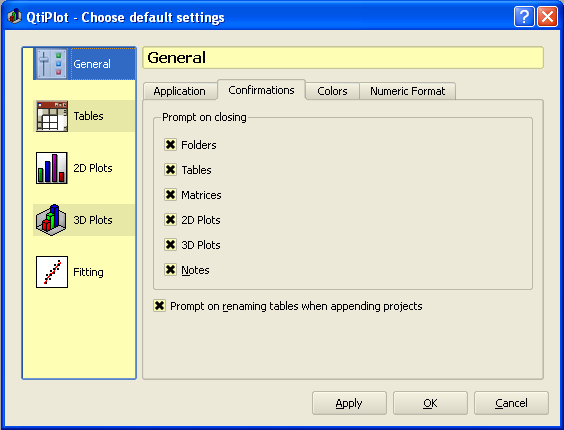 QtiPlot - Choose default settings
General
Tables
2D Plots
3D Plots
Fitting
General
Application Confirmations Colors Numeric Format
Prompt on closing
Folders
Tables
Matrices
2D Plots
3D Plots
Notes
Prompt on renaming tables when appending projects
Apply OK Cancel